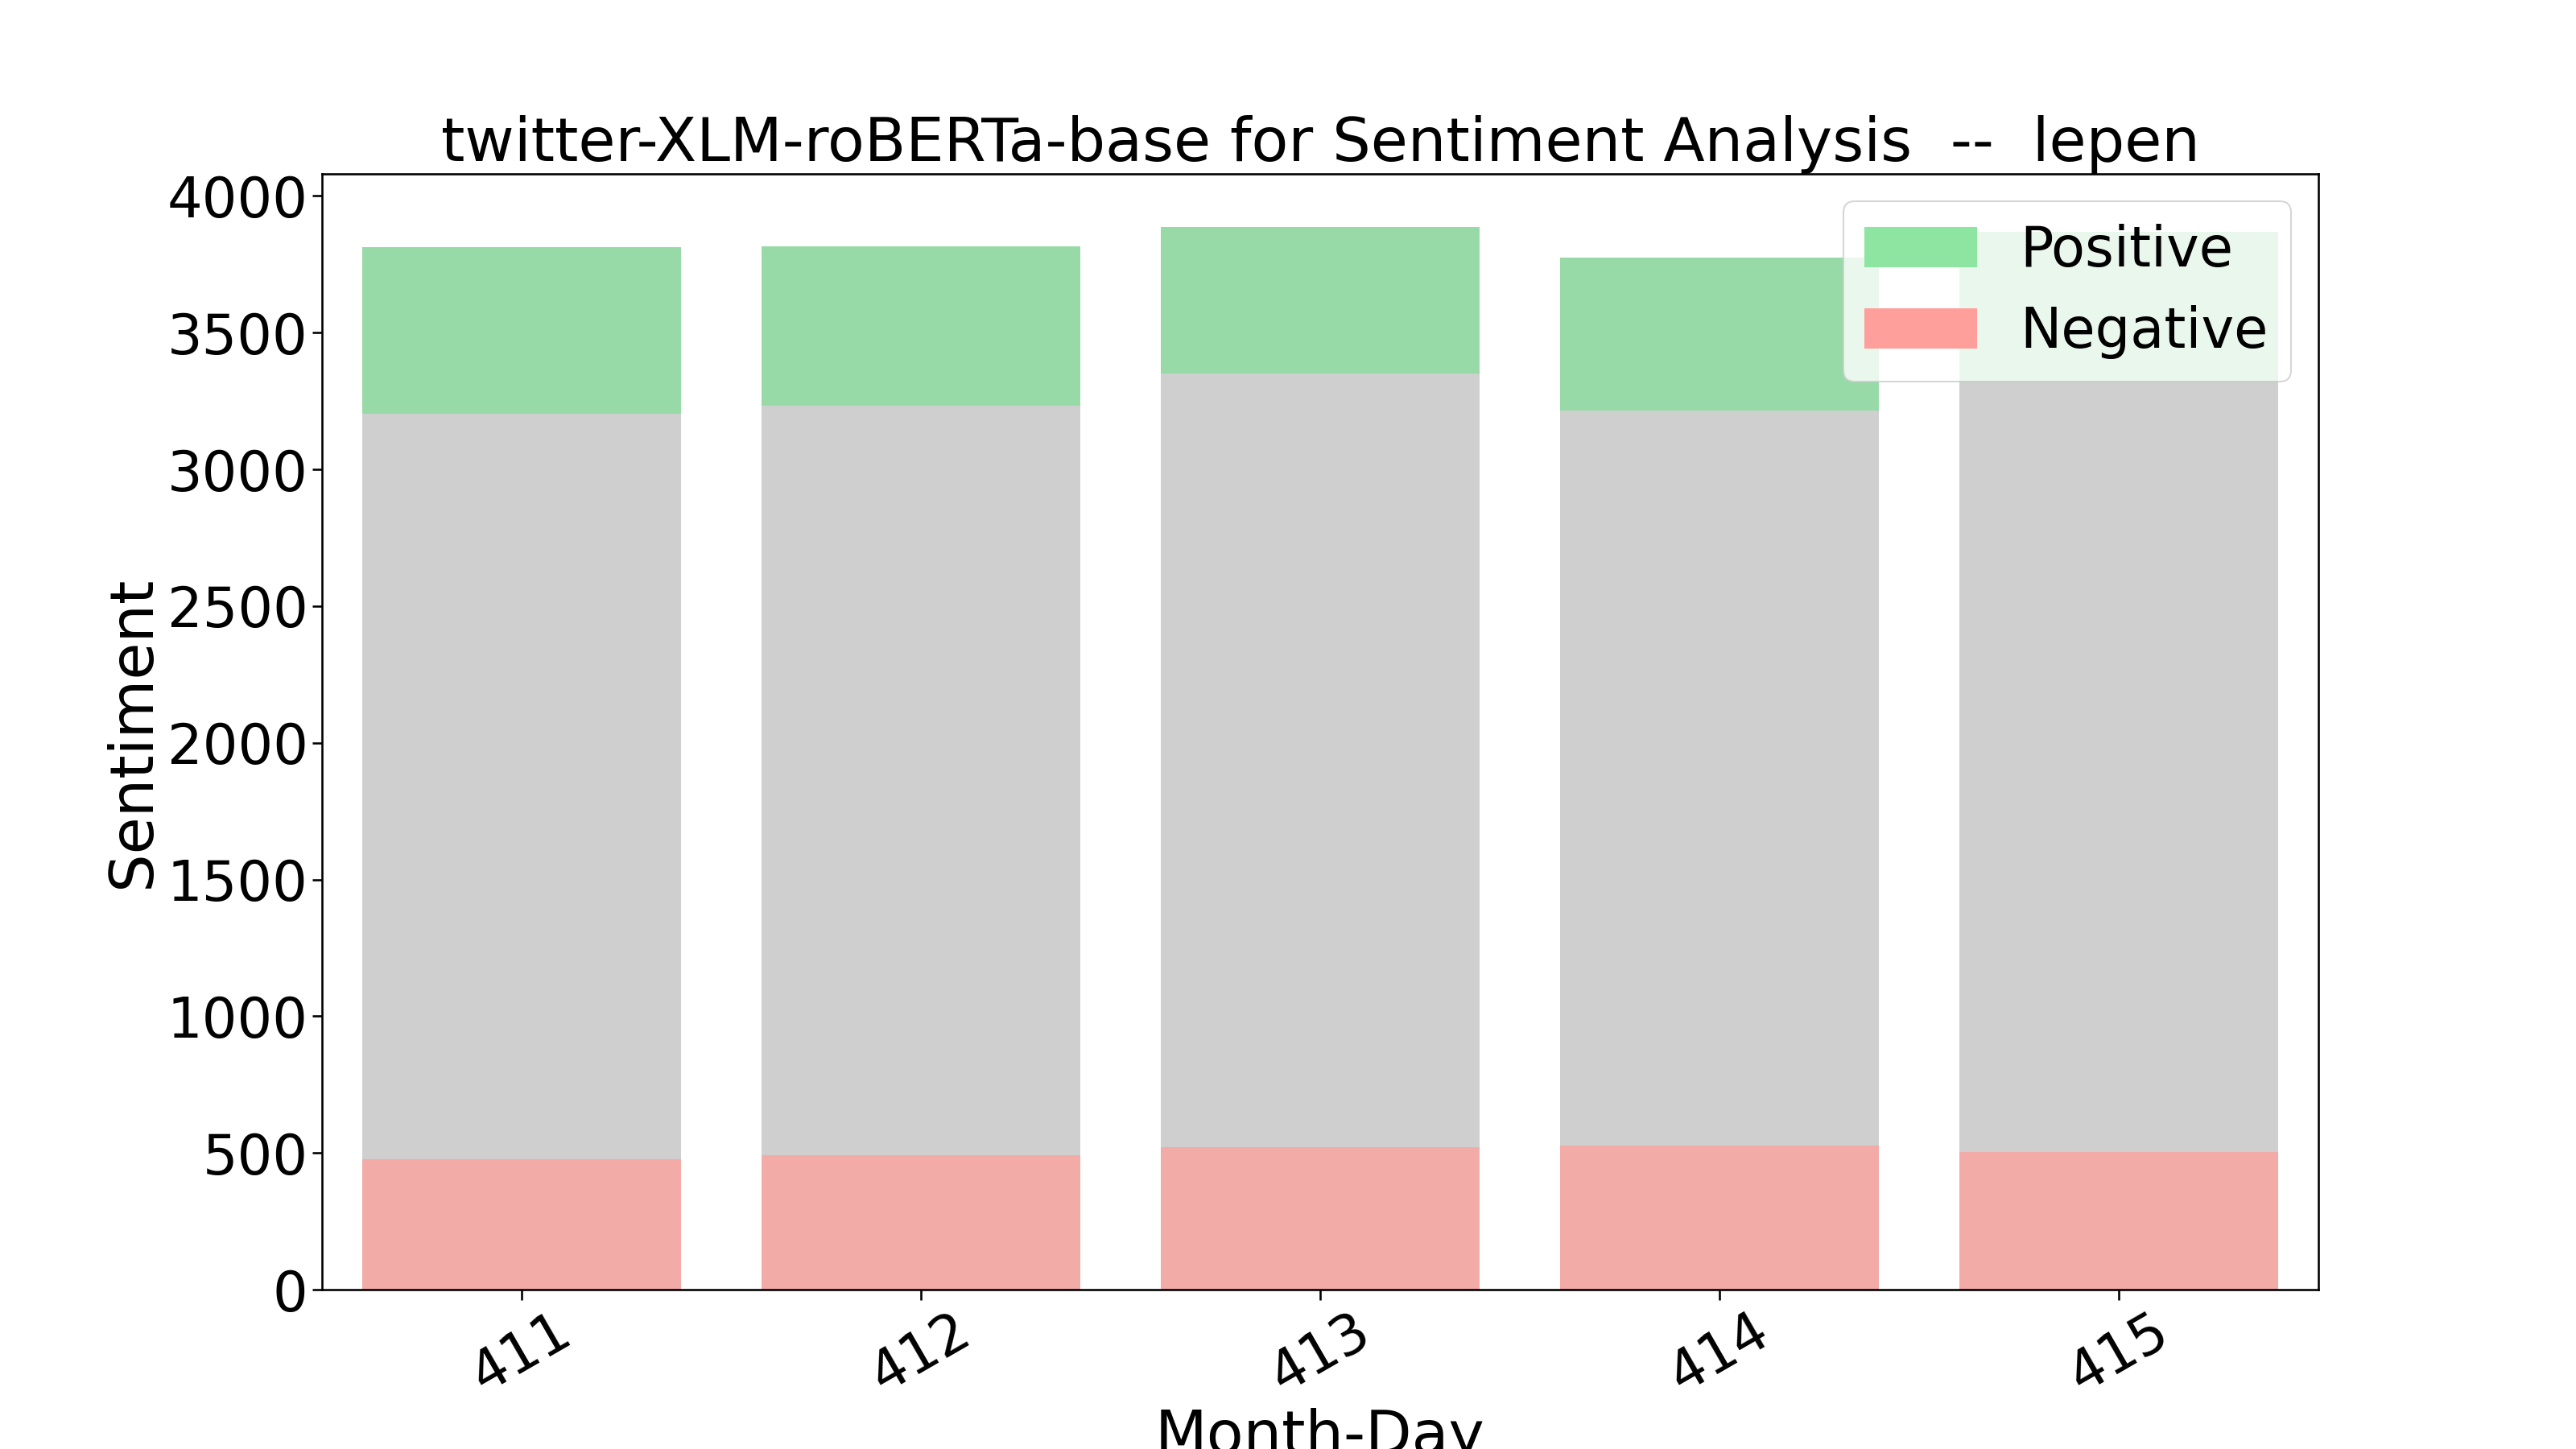 twitter-XLM-roBERTa-base for Sentiment Analysis -- lepen
4000
3500
3000
2500
2000
1500
1000
500
0
Sentiment
Positive
Negative
411 412 413 414 415
Month-Day